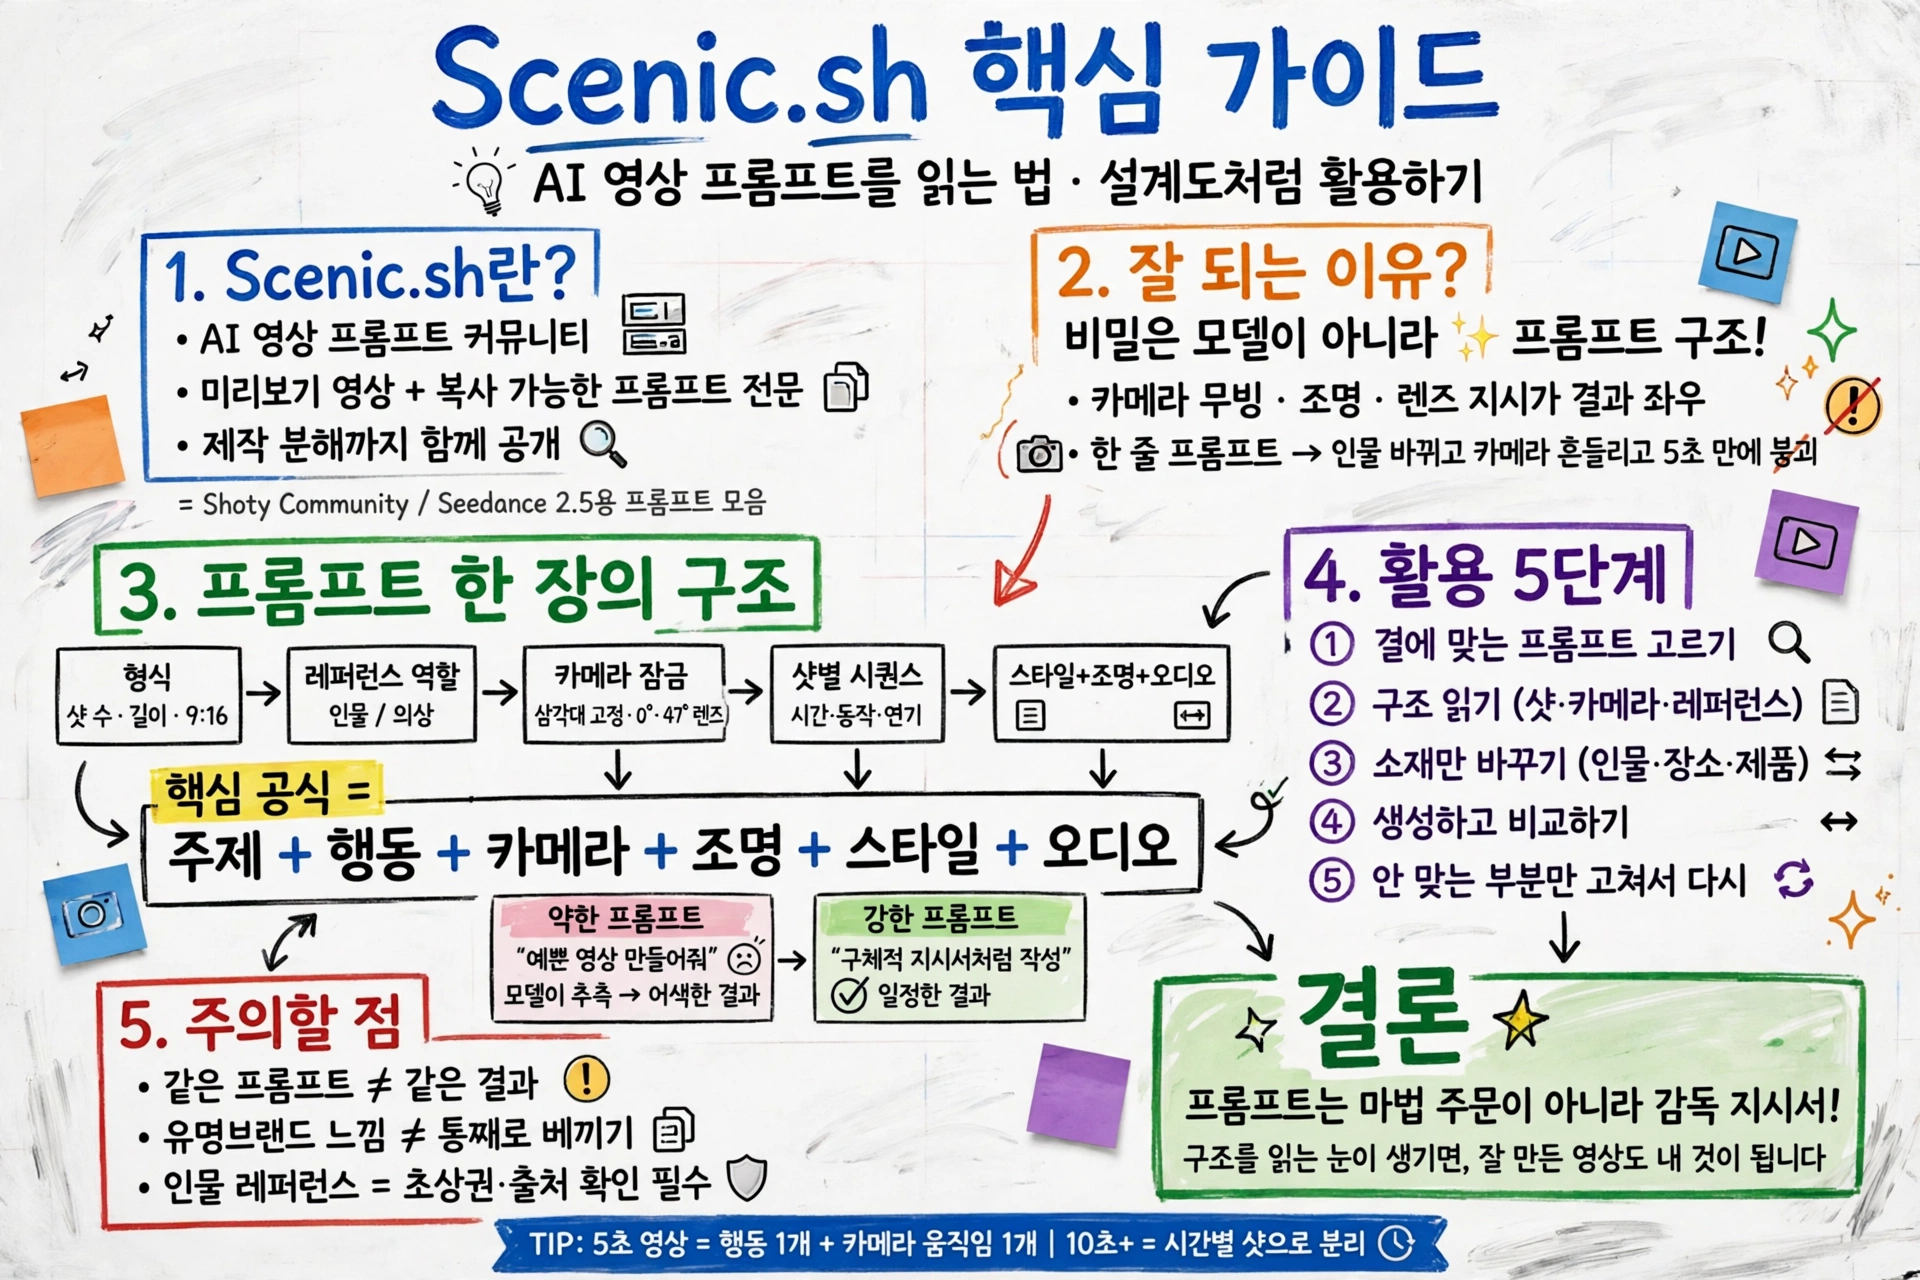 Scenic.sh 핵심 가이드
AI 영상 프롬프트를 읽는 법 · 설계도처럼 활용하기
1. Scenic.sh란?
• AI 영상 프롬프트 커뮤니티
• 미리보기 영상 + 복사 가능한 프롬프트 전문
• 제작 분해까지 함께 공개
= Shoty Community / Seedance 2.5용 프롬프트 모음
2. 잘 되는 이유?
비밀은 모델이 아니라 ✨ 프롬프트 구조!
• 카메라 무빙 · 조명 · 렌즈 지시가 결과 좌우
• 한 줄 프롬프트 → 인물 바뀌고 카메라 흔들리고 5초 만에 붕괴
3. 프롬프트 한 장의 구조
형식
샷 수 · 길이 · 9:16
레퍼런스 역할
인물 / 의상
카메라 잠금
삼각대 고정 · 0° · 47° 렌즈
샷별 시퀀스
시간·동작·연기
스타일+조명+오디오
핵심 공식 =
주제 + 행동 + 카메라 + 조명 + 스타일 + 오디오
약한 프롬프트
“예쁜 영상 만들어줘”
모델이 추측 → 어색한 결과
강한 프롬프트
“구체적 지시서처럼 작성”
일정한 결과
4. 활용 5단계
① 결에 맞는 프롬프트 고르기
② 구조 읽기 (샷·카메라·레퍼런스)
③ 소재만 바꾸기 (인물·장소·제품)
④ 생성하고 비교하기
⑤ 안 맞는 부분만 고쳐서 다시
5. 주의할 점
• 같은 프롬프트 ≠ 같은 결과
• 유명브랜드 느낌 ≠ 통째로 베끼기
• 인물 레퍼런스 = 초상권·출처 확인 필수
결론
프롬프트는 마법 주문이 아니라 감독 지시서!
구조를 읽는 눈이 생기면, 잘 만든 영상도 내 것이 됩니다
TIP: 5초 영상 = 행동 1개 + 카메라 움직임 1개 | 10초+ = 시간별 샷으로 분리